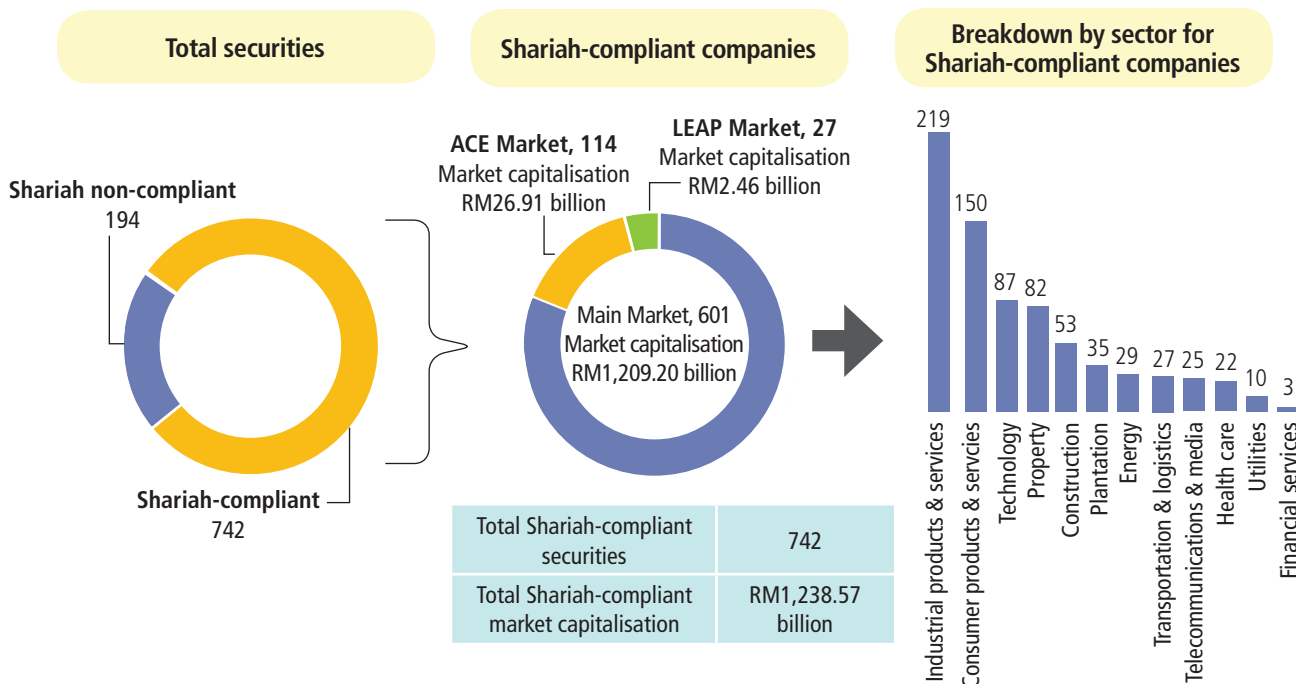 Total securities
Shariah non-compliant
194
Shariah-compliant
742
Shariah-compliant companies
ACE Market, 114
Market capitalisation
RM26.91 billion
LEAP Market, 27
Market capitalisation
RM2.46 billion
Main Market, 601
Market capitalisation
RM1,209.20 billion
Total Shariah-compliant
securities
742
Total Shariah-compliant
market capitalisation
RM1,238.57
billion
Breakdown by sector for
Shariah-compliant companies
219
150
87
82
53
35
29
27
25
22
10
3
Industrial products & services
Consumer products & servcies
Technology
Property
Construction
Plantation
Energy
Transportation & logistics
Telecommunications & media
Health care
Utilities
Financial services